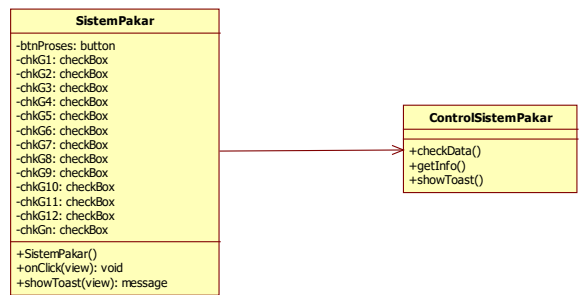 SistemPakar
-btnProses: button
-chkG1: checkBox
-chkG2: checkBox
-chkG3: checkBox
-chkG4: checkBox
-chkG5: checkBox
-chkG6: checkBox
-chkG7: checkBox
-chkG8: checkBox
-chkG9: checkBox
-chkG10: checkBox
-chkG11: checkBox
-chkG12: checkBox
-chkGn: checkBox
+SistemPakar()
+onClick(view): void
+showToast(view): message
ControlSistemPakar
+checkData()
+getInfo()
+showToast()